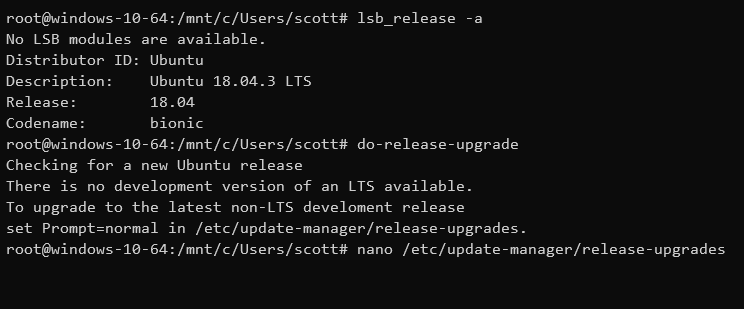 root@windows-10-64:/mnt/c/Users/scott# lsb_release -a
No LSB modules are available.
Distributor ID: Ubuntu
Description:    Ubuntu 18.04.3 LTS
Release:        18.04
Codename:       bionic
root@windows-10-64:/mnt/c/Users/scott# do-release-upgrade
Checking for a new Ubuntu release
There is no development version of an LTS available.
To upgrade to the latest non-LTS develoment release
set Prompt=normal in /etc/update-manager/release-upgrades.
root@windows-10-64:/mnt/c/Users/scott# nano /etc/update-manager/release-upgrades